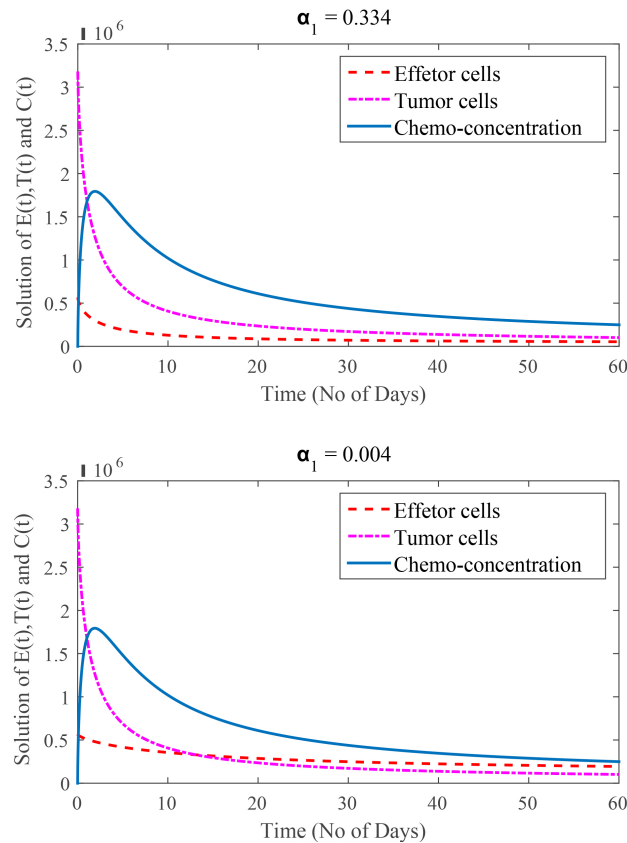 α1 = 0.334
10^6
3.5
3
2.5
2
1.5
1
0.5
0
Solution of E(t),T(t) and C(t)
Effetor cells
Tumor cells
Chemo-concentration
0 10 20 30 40 50 60
Time (No of Days)
α1 = 0.004
10^6
3.5
3
2.5
2
1.5
1
0.5
0
Solution of E(t),T(t) and C(t)
Effetor cells
Tumor cells
Chemo-concentration
0 10 20 30 40 50 60
Time (No of Days)